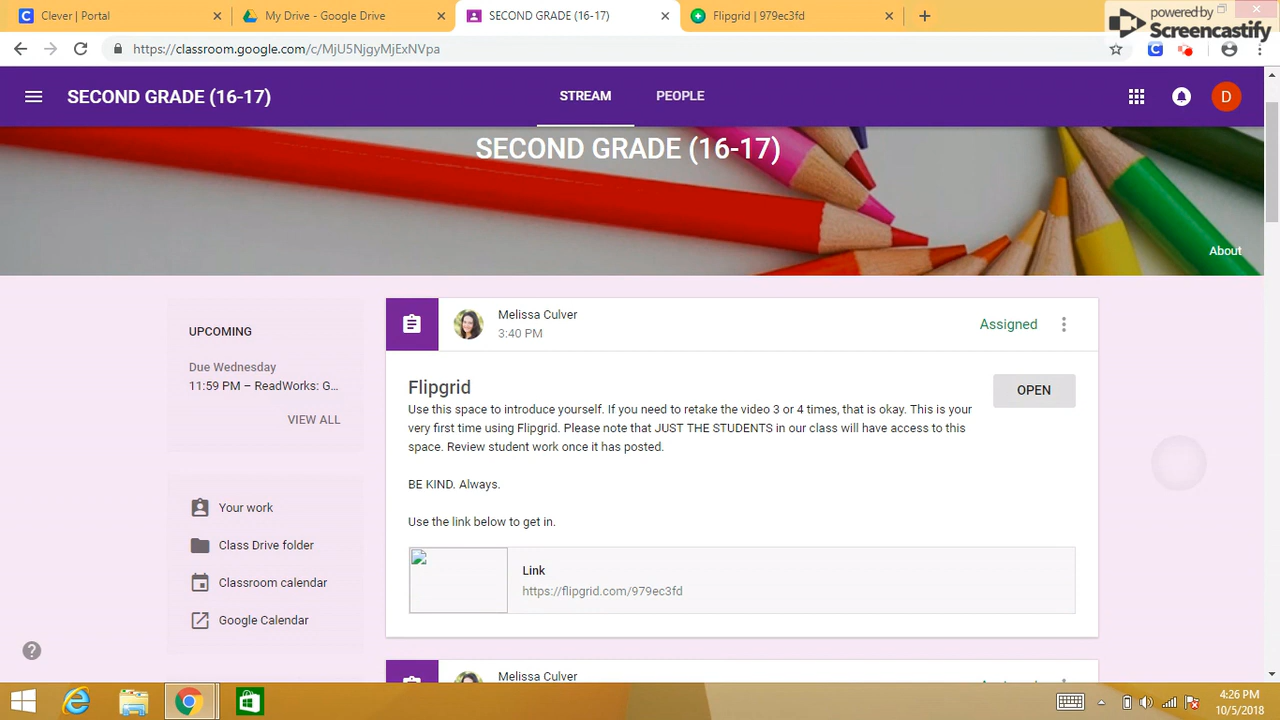 Clever | Portal
My Drive - Google Drive
SECOND GRADE (16-17)
Flipgrid | 979ec3fd
powered by
Screencastify
https://classroom.google.com/c/MjU5NjgyMjExNVpa
SECOND GRADE (16-17)
STREAM
PEOPLE
D
SECOND GRADE (16-17)
About
UPCOMING
Due Wednesday
11:59 PM – ReadWorks: G...
VIEW ALL
Your work
Class Drive folder
Classroom calendar
Google Calendar
Melissa Culver
3:40 PM
Assigned
Flipgrid
OPEN
Use this space to introduce yourself. If you need to retake the video 3 or 4 times, that is okay. This is your
very first time using Flipgrid. Please note that JUST THE STUDENTS in our class will have access to this
space. Review student work once it has posted.
BE KIND. Always.
Use the link below to get in.
Link
https://flipgrid.com/979ec3fd
Melissa Culver
4:26 PM
10/5/2018